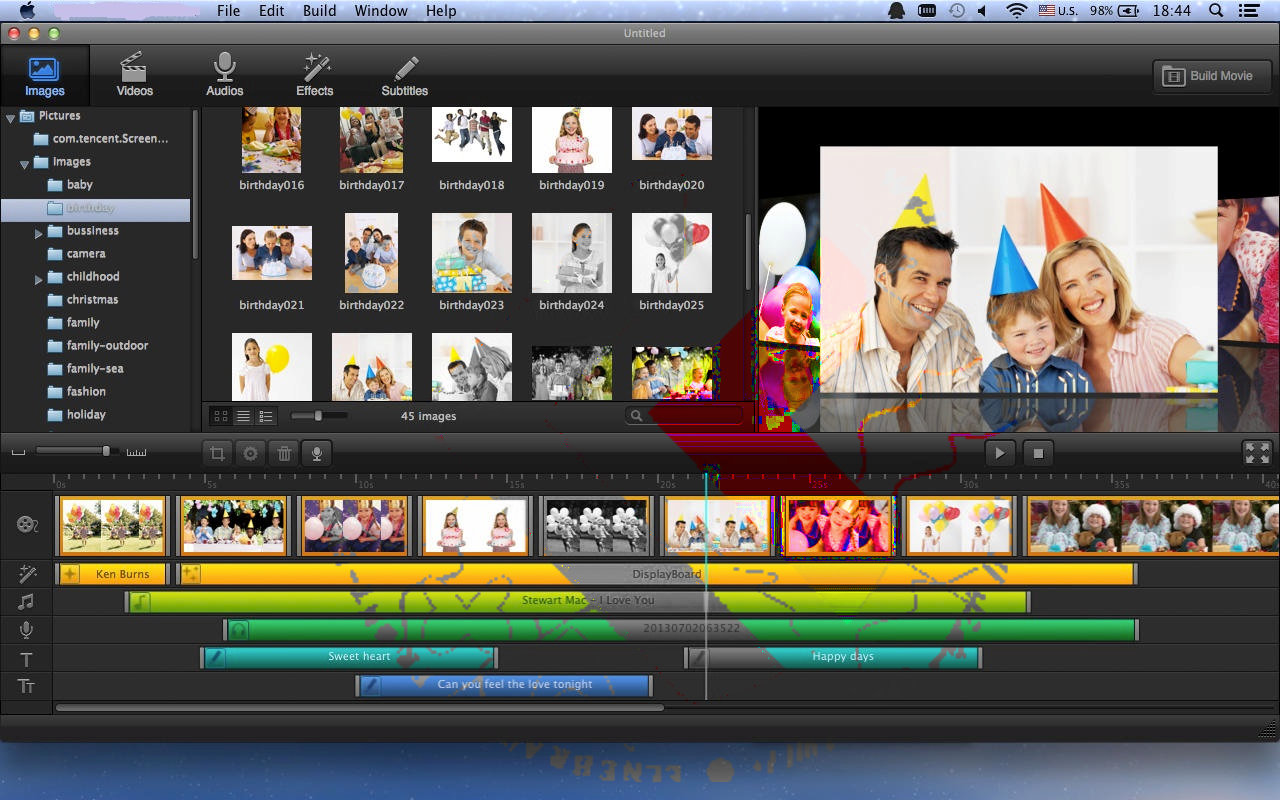 File Edit Build Window Help U.S. 98% 18:44
Untitled
Images Videos Audios Effects Subtitles Build Movie
Pictures
com.tencent.Screen...
Images
baby
birthday
bussiness
camera
childhood
christmas
family
family-outdoor
family-sea
fashion
holiday
birthday016 birthday017 birthday018 birthday019 birthday020
birthday021 birthday022 birthday023 birthday024 birthday025
45 images
0s 5s 10s 15s 20s 25s 30s 35s 40s
Ken Burns DisplayBoard
Stewart Mac - I Love You
20130702063522
T Sweet heart Happy days
TT Can you feel the love tonight